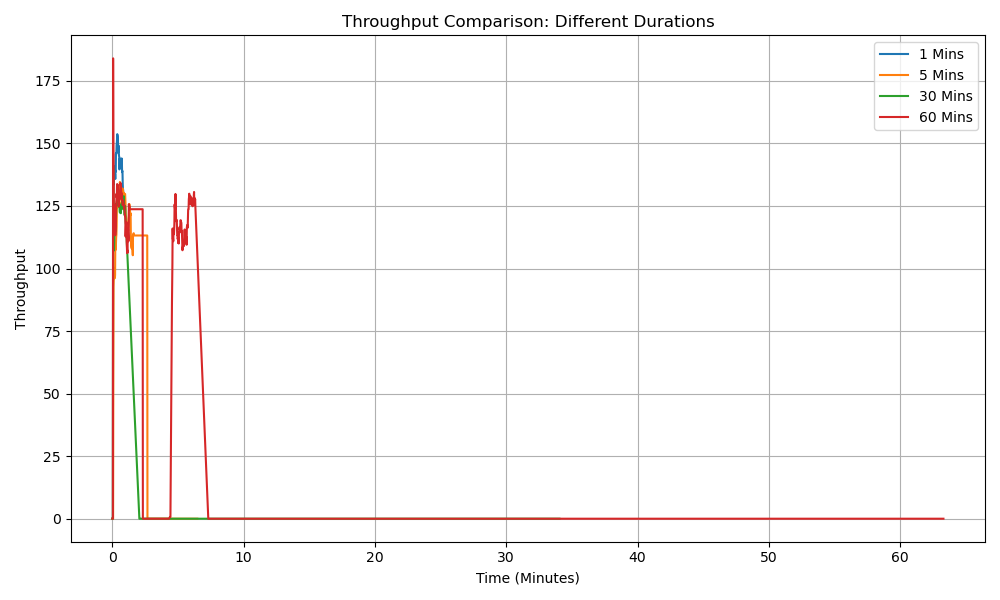 Throughput Comparison: Different Durations
1 Mins
5 Mins
30 Mins
60 Mins
Throughput
175
150
125
100
75
50
25
0
0 10 20 30 40 50 60
Time (Minutes)